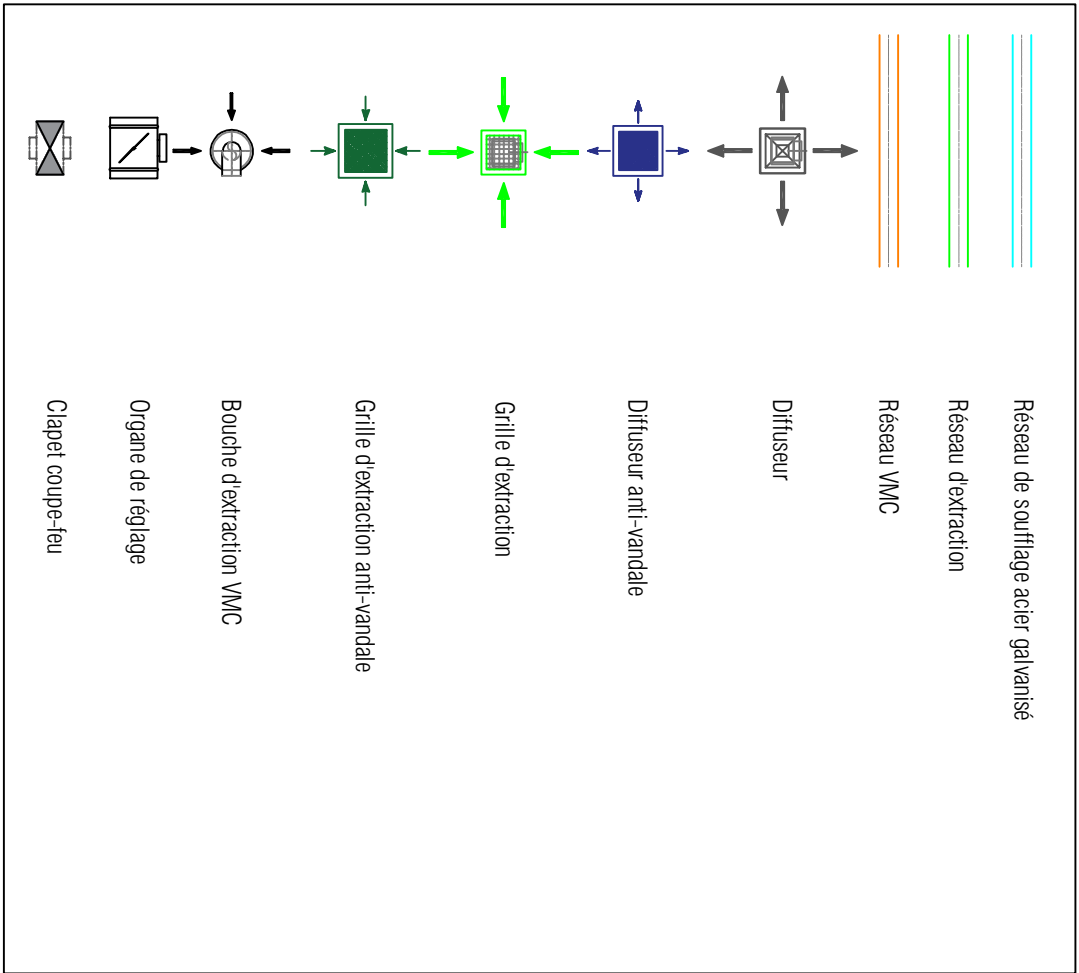 Réseau de soufflage acier galvanisé
Réseau d'extraction
Réseau VMC
Diffuseur
Diffuseur anti-vandale
Grille d'extraction
Grille d'extraction anti-vandale
Bouche d'extraction VMC
Organe de réglage
Clapet coupe-feu